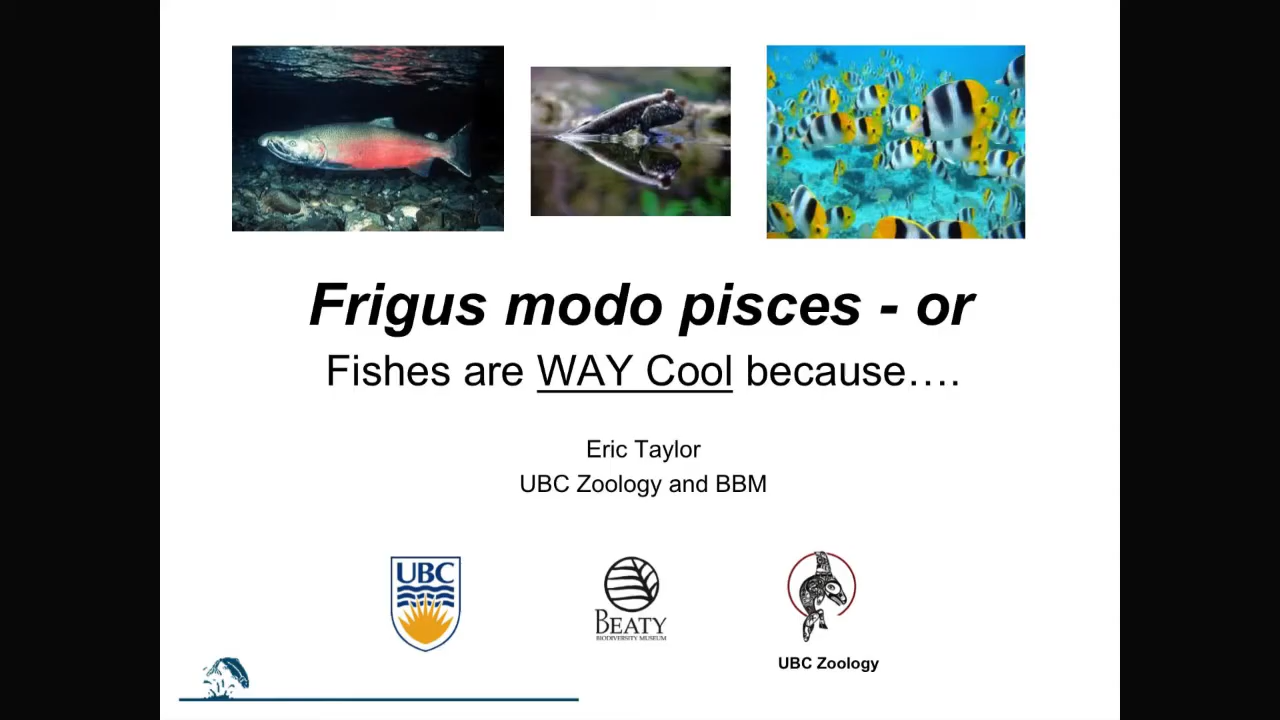 Frigus modo pisces - or
Fishes are WAY Cool because….
Eric Taylor
UBC Zoology and BBM
UBC
BEATY
BIODIVERSITY MUSEUM
UBC Zoology